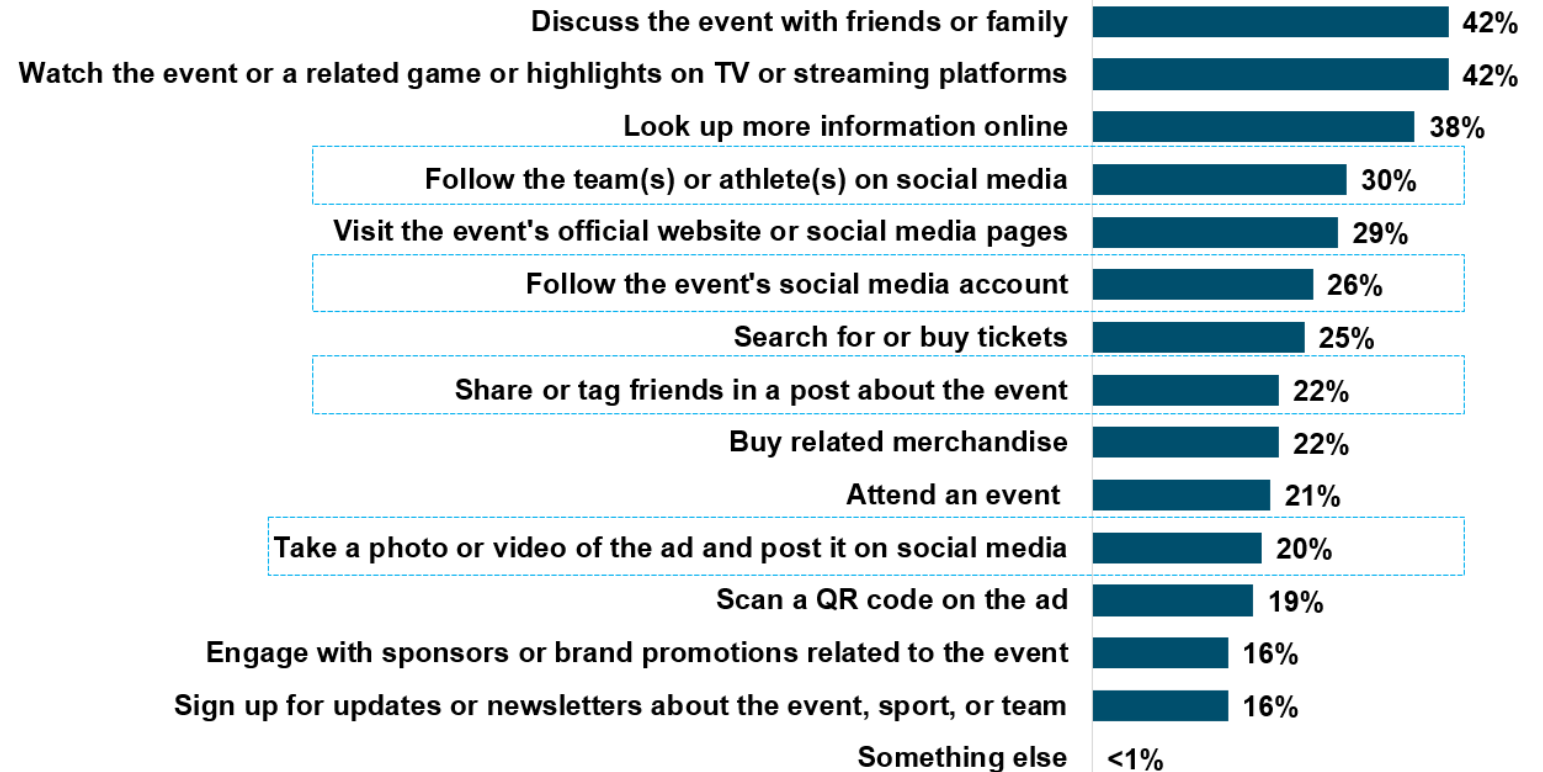 Discuss the event with friends or family 42%
Watch the event or a related game or highlights on TV or streaming platforms 42%
Look up more information online 38%
Follow the team(s) or athlete(s) on social media 30%
Visit the event's official website or social media pages 29%
Follow the event's social media account 26%
Search for or buy tickets 25%
Share or tag friends in a post about the event 22%
Buy related merchandise 22%
Attend an event 21%
Take a photo or video of the ad and post it on social media 20%
Scan a QR code on the ad 19%
Engage with sponsors or brand promotions related to the event 16%
Sign up for updates or newsletters about the event, sport, or team 16%
Something else <1%